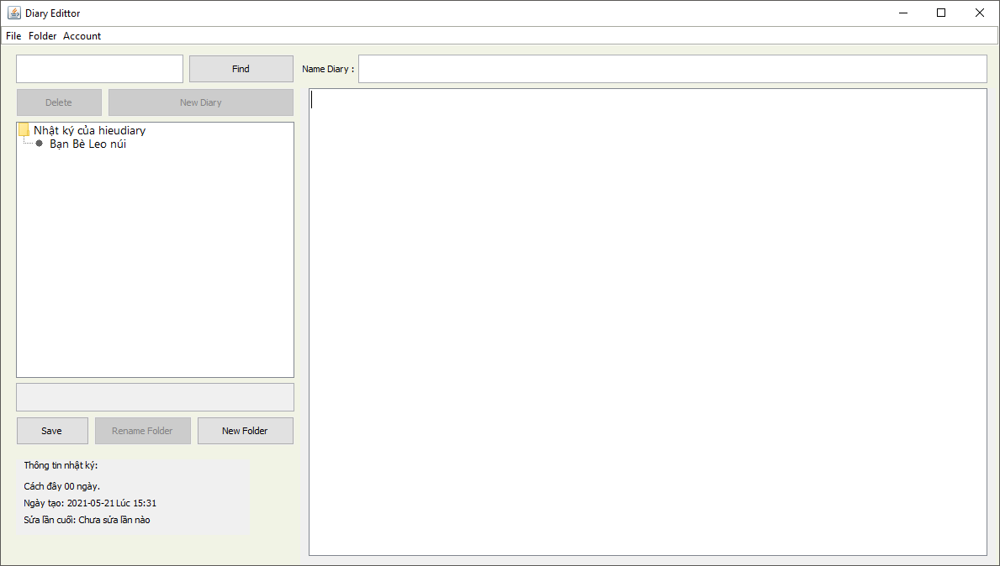 Diary Edittor
File Folder Account
Find
Name Diary :
Delete
New Diary
Nhật ký của hieudiary
Bạn Bè Leo núi
Save
Rename Folder
New Folder
Thông tin nhật ký:
Cách đây 00 ngày.
Ngày tạo: 2021-05-21 Lúc 15:31
Sửa lần cuối: Chưa sửa lần nào